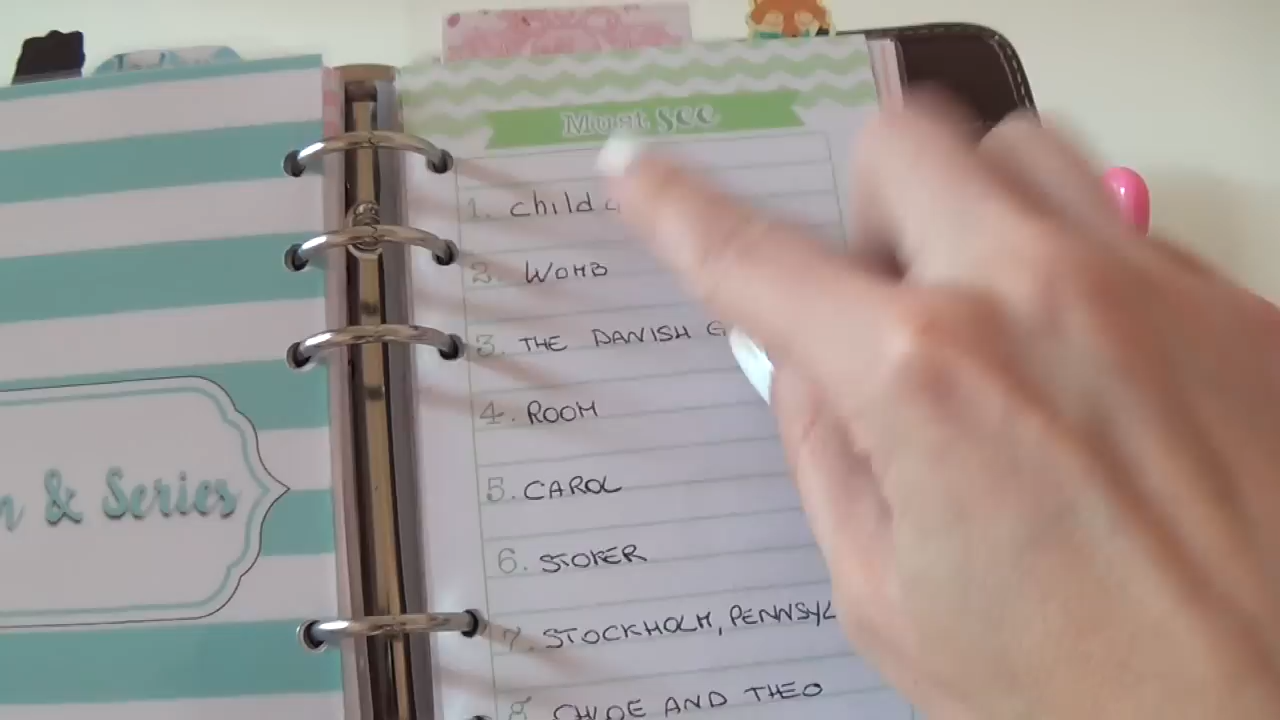 n & Series
Must See
1. child
2. WOMB
3. THE DANISH G
4. ROOM
5. CAROL
6. STOKER
7. STOCKHOLM, PENNSYL
8. CHLOE AND THEO